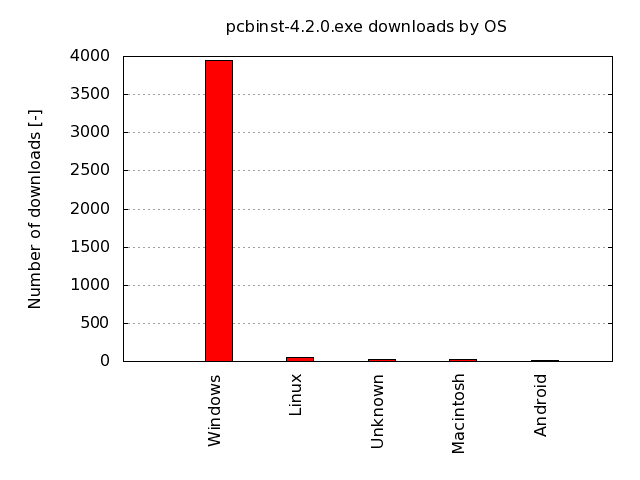 pcbinst-4.2.0.exe downloads by OS
4000
3500
3000
2500
2000
1500
1000
500
0
Number of downloads [-]
Windows
Linux
Unknown
Macintosh
Android